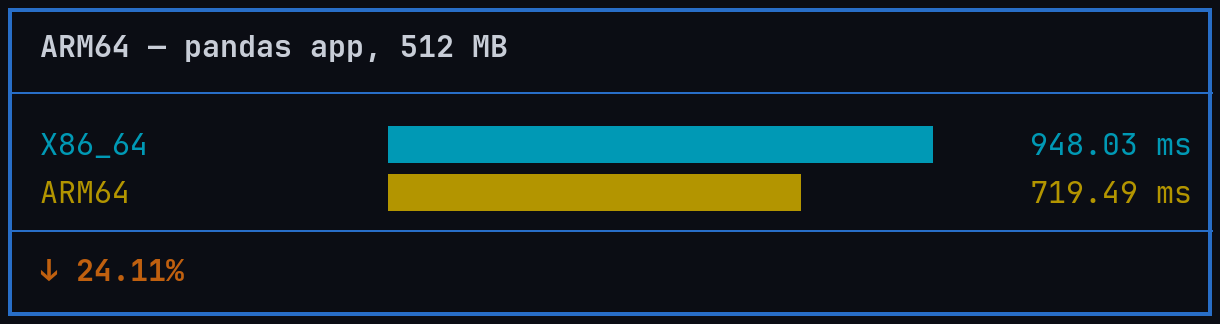 ARM64 — pandas app, 512 MB
X86_64 948.03 ms
ARM64 719.49 ms
↓ 24.11%